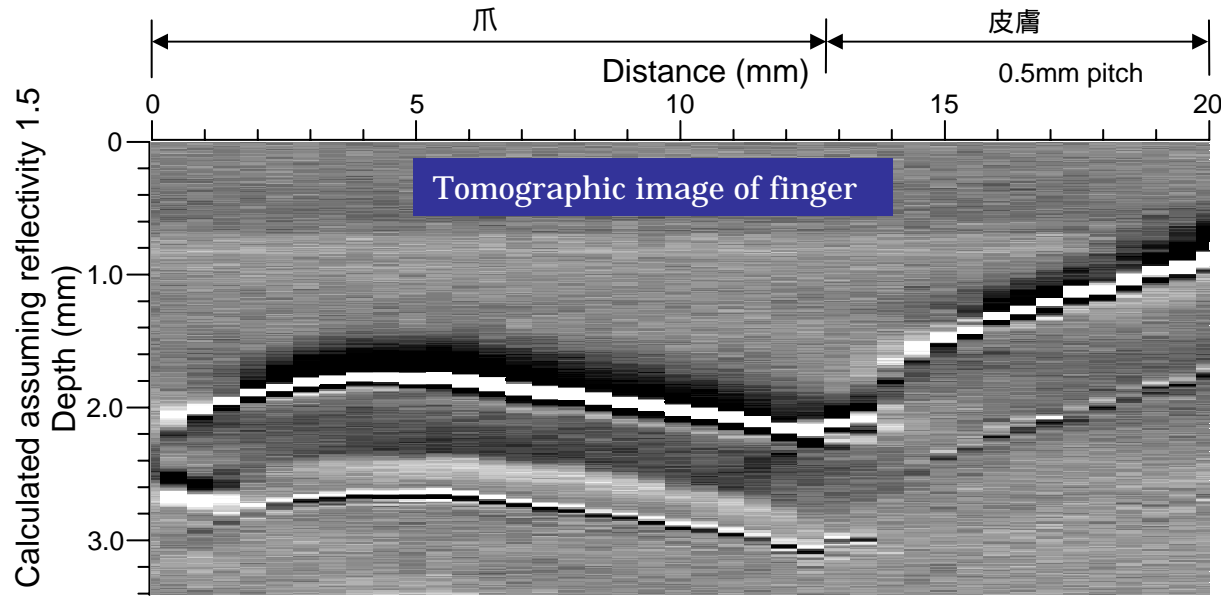 爪
皮膚
Distance (mm)
0.5mm pitch
0 5 10 15 20
Calculated assuming reflectivity 1.5
Depth (mm)
0
1.0
2.0
3.0
Tomographic image of finger